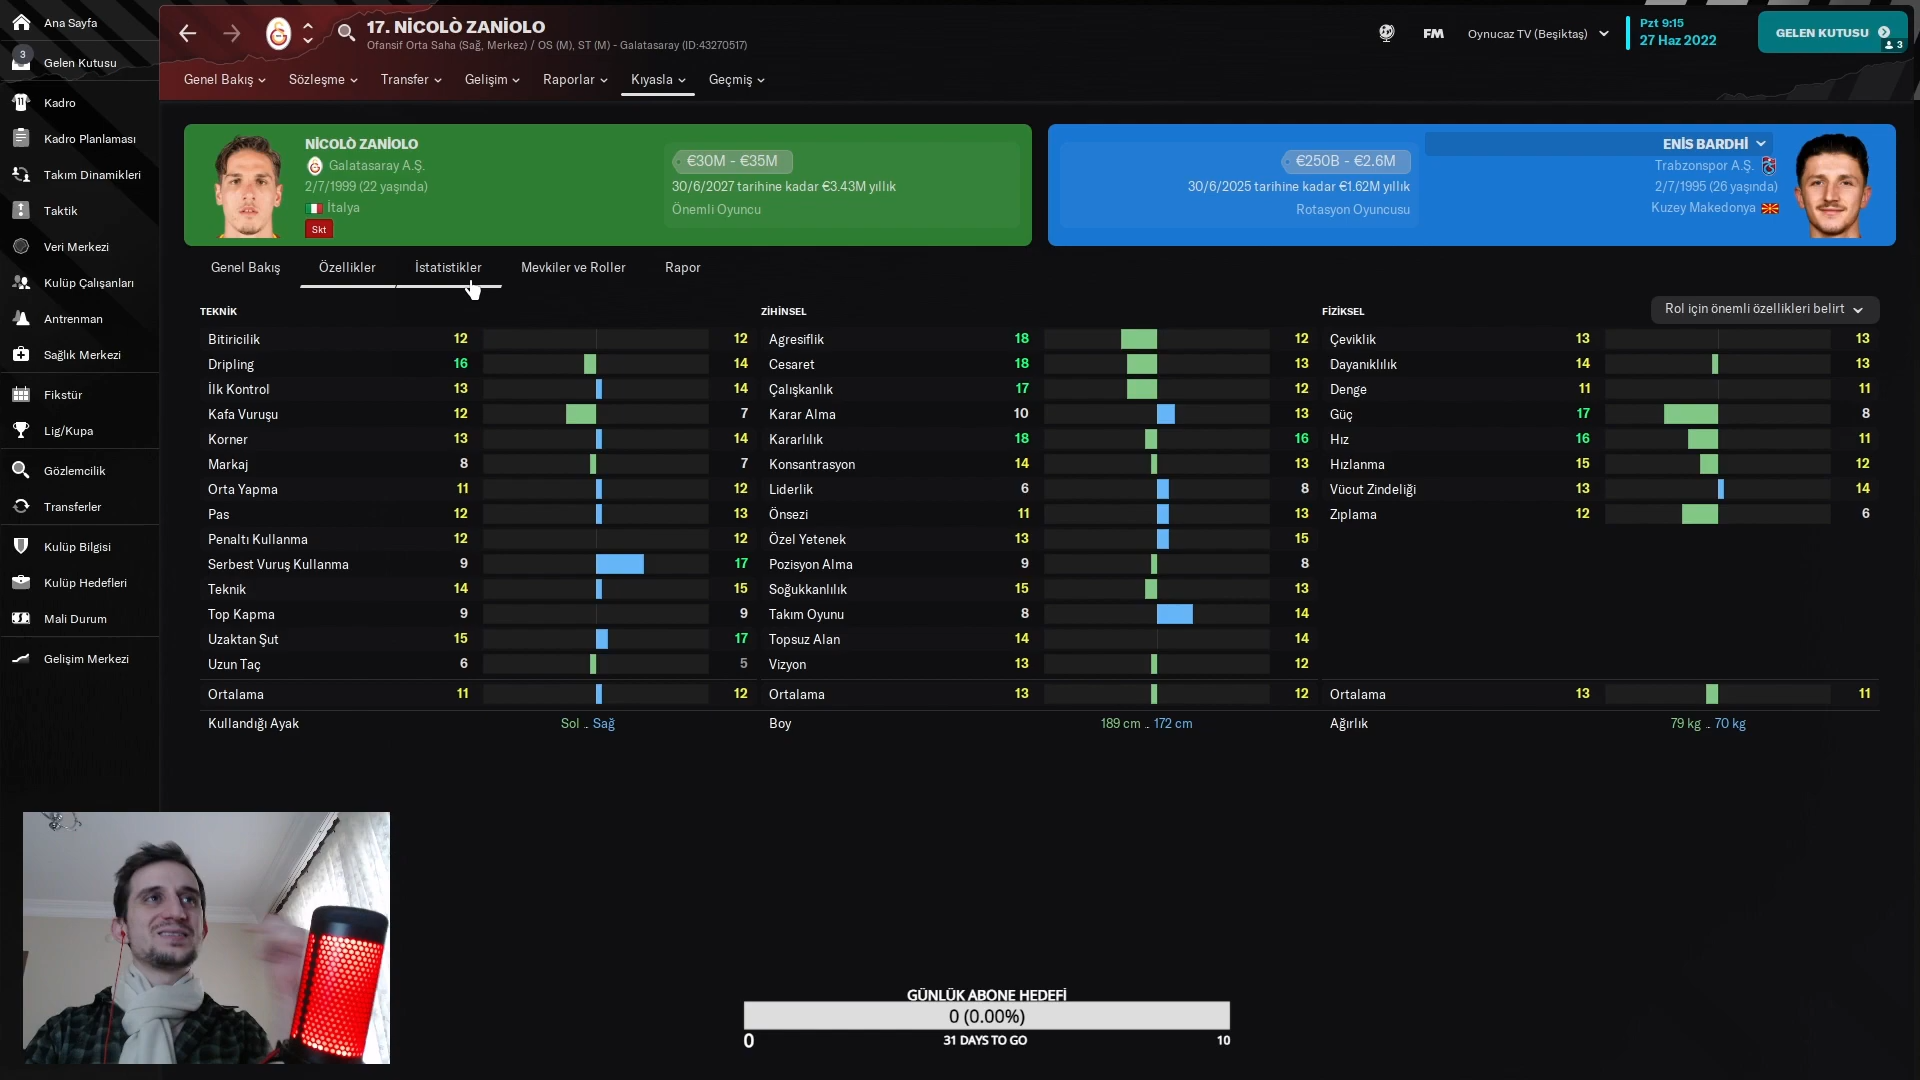 Ana Sayfa
3
Gelen Kutusu
11
Kadro
Kadro Planlaması
Takım Dinamikleri
Taktik
Veri Merkezi
Kulüp Çalışanları
Antrenman
Sağlık Merkezi
Fikstür
Lig/Kupa
Gözlemcilik
Transferler
Kulüp Bilgisi
Kulüp Hedefleri
Mali Durum
Gelişim Merkezi
17. NİCOLÒ ZANİOLO
Ofansif Orta Saha (Sağ, Merkez) / OS (M), ST (M) - Galatasaray (ID:43270517)
FM
Oynucaz TV (Beşiktaş)
Pzt 9:15
27 Haz 2022
GELEN KUTUSU
3
Genel Bakış Sözleşme Transfer Gelişim Raporlar Kıyasla Geçmiş
NİCOLÒ ZANİOLO
Galatasaray A.Ş.
2/7/1999 (22 yaşında)
İtalya
Skt
€30M - €35M
30/6/2027 tarihine kadar €3.43M yıllık
Önemli Oyuncu
€250B - €2.6M
30/6/2025 tarihine kadar €1.62M yıllık
Rotasyon Oyuncusu
ENİS BARDHİ
Trabzonspor A.Ş.
2/7/1995 (26 yaşında)
Kuzey Makedonya
Genel Bakış Özellikler İstatistikler Mevkiler ve Roller Rapor
Rol için önemli özellikleri belirt
TEKNİK
Bitiricilik 12 12
Dripling 16 14
İlk Kontrol 13 14
Kafa Vuruşu 12 7
Korner 13 14
Markaj 8 7
Orta Yapma 11 12
Pas 12 13
Penaltı Kullanma 12 12
Serbest Vuruş Kullanma 9 17
Teknik 14 15
Top Kapma 9 9
Uzaktan Şut 15 17
Uzun Taç 6 5
Ortalama 11 12
Kullandığı Ayak Sol .. Sağ
ZİHİNSEL
Agresiflik 18 12
Cesaret 18 13
Çalışkanlık 17 12
Karar Alma 10 13
Kararlılık 18 16
Konsantrasyon 14 13
Liderlik 6 8
Önsezi 11 13
Özel Yetenek 13 15
Pozisyon Alma 9 8
Soğukkanlılık 15 13
Takım Oyunu 8 14
Topsuz Alan 14 14
Vizyon 13 12
Ortalama 13 12
Boy 189 cm .. 172 cm
FİZİKSEL
Çeviklik 13 13
Dayanıklılık 14 13
Denge 11 11
Güç 17 8
Hız 16 11
Hızlanma 15 12
Vücut Zindeliği 13 14
Zıplama 12 6
Ortalama 13 11
Ağırlık 79 kg .. 70 kg
GÜNLÜK ABONE HEDEFİ
0 (0.00%)
0 31 DAYS TO GO 10